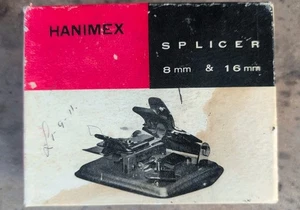 HANIMEX
SPLICER
8mm & 16mm